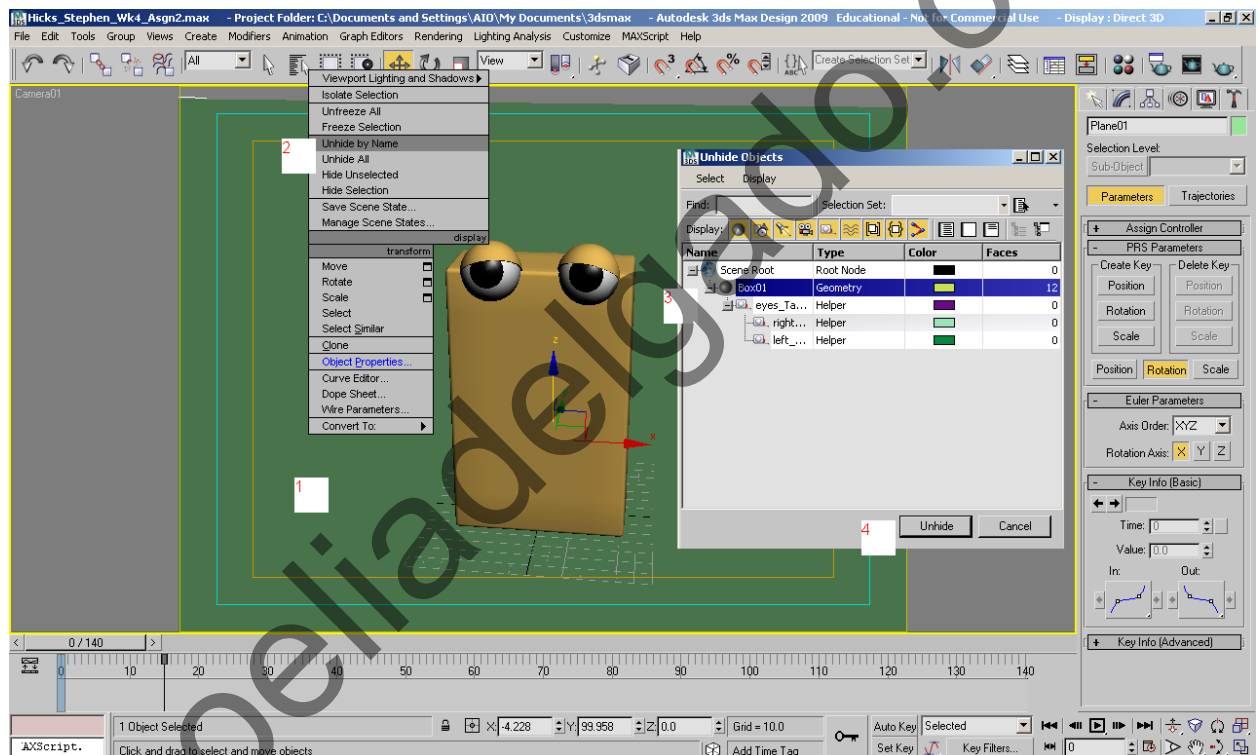 Hicks_Stephen_Wk4_Asgn2.max - Project Folder: C:\Documents and Settings\AIO\My Documents\3dsmax - Autodesk 3ds Max Design 2009 Educational - Not for Commercial Use - Display : Direct 3D
File Edit Tools Group Views Create Modifiers Animation Graph Editors Rendering Lighting Analysis Customize MAXScript Help
All View Create Selection Set
Camera01
Viewport Lighting and Shadows
Isolate Selection
Unfreeze All
Freeze Selection
2 Unhide by Name
Unhide All
Hide Unselected
Hide Selection
Save Scene State...
Manage Scene States...
display
transform
Move
Rotate
Scale
Select
Select Similar
Clone
Object Properties...
Curve Editor...
Dope Sheet...
Wire Parameters...
Convert To:
z
x
1
Unhide Objects
Select Display
Find: Selection Set:
Display:
Name Type Color Faces
Scene Root Root Node 0
Box01 Geometry 12
3 eyes_Ta... Helper 0
right... Helper 0
left_... Helper 0
4 Unhide Cancel
Plane01
Selection Level:
Sub-Object
Parameters Trajectories
+ Assign Controller
- PRS Parameters
Create Key Delete Key
Position Position
Rotation Rotation
Scale Scale
Position Rotation Scale
- Euler Parameters
Axis Order: XYZ
Rotation Axis: X Y Z
- Key Info (Basic)
Time: 0
Value: 0.0
In: Out:
+ Key Info (Advanced)
0 / 140
0 10 20 30 40 50 60 70 80 90 100 110 120 130 140
1 Object Selected X: -4.228 Y: 99.958 Z: 0.0 Grid = 10.0 Auto Key Selected
AXScript. Click and drag to select and move objects Add Time Tag Set Key Key Filters... 0
oeliadelgado.c